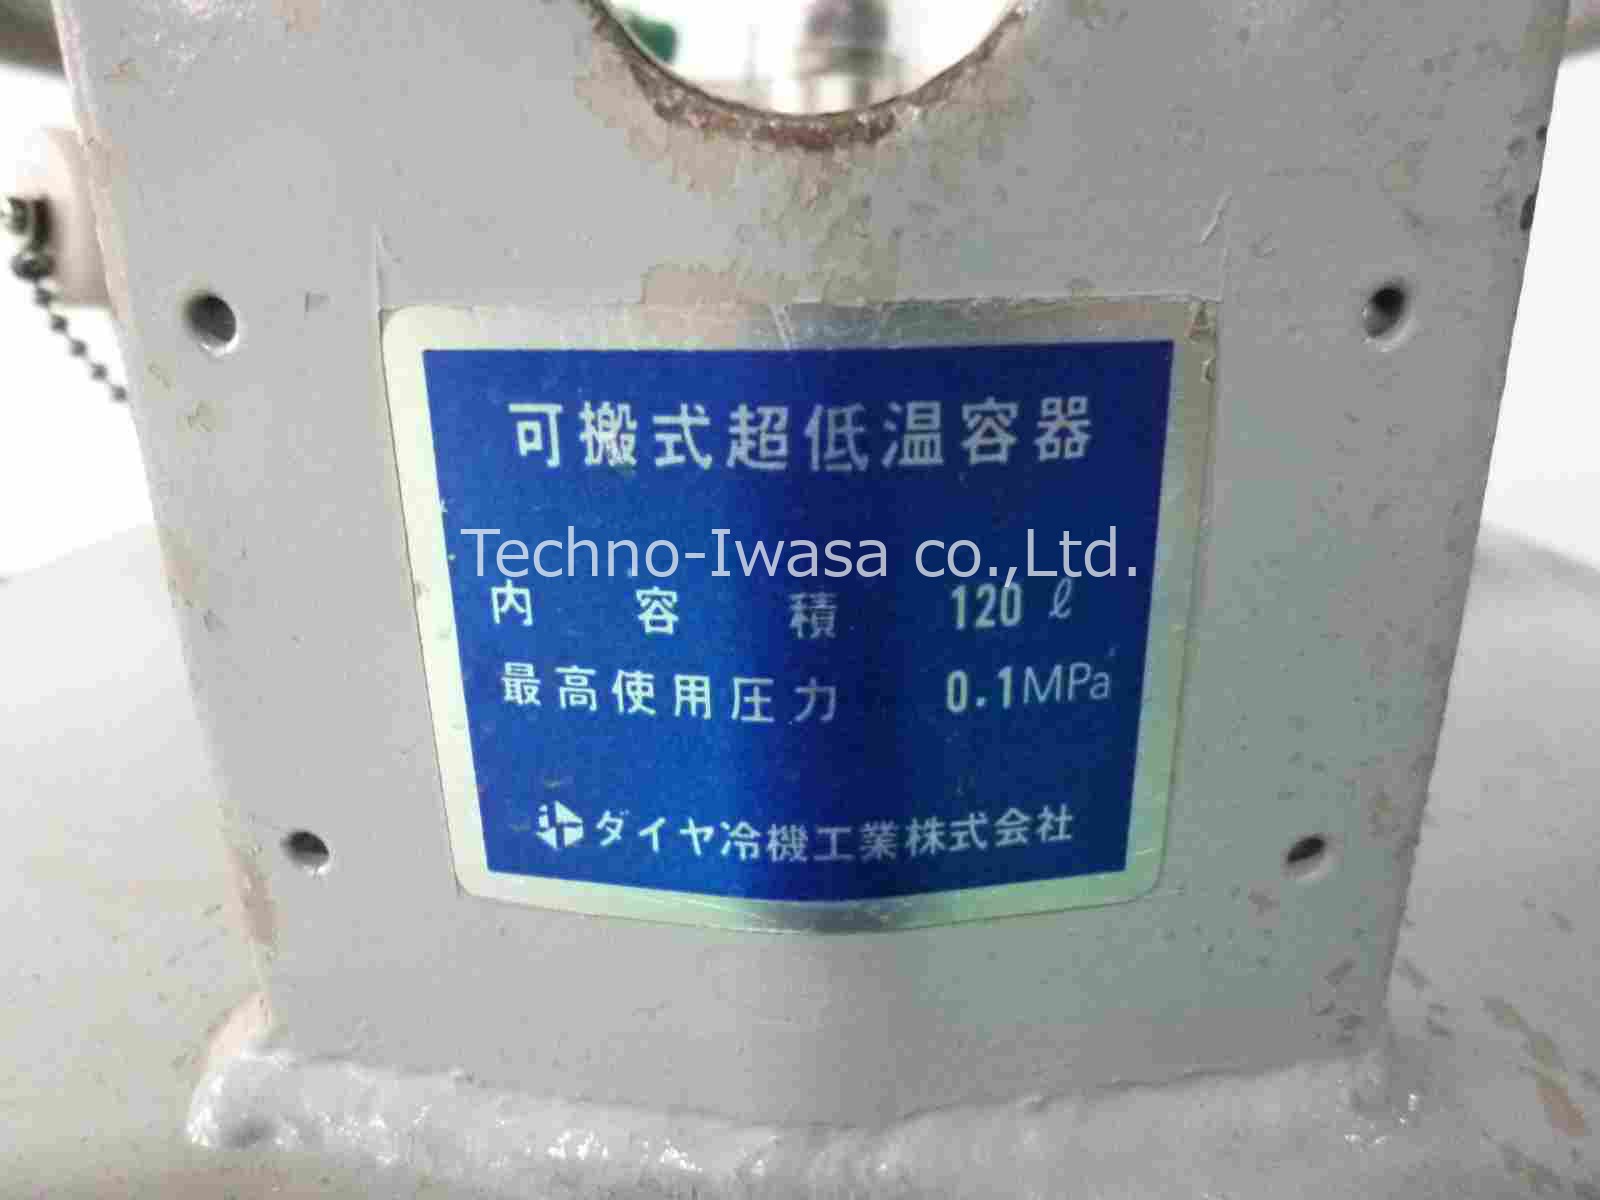 可搬式超低温容器
Techno-Iwasa co.,Ltd.
内容積 120 ℓ
最高使用圧力 0.1MPa
ダイヤ冷機工業株式会社